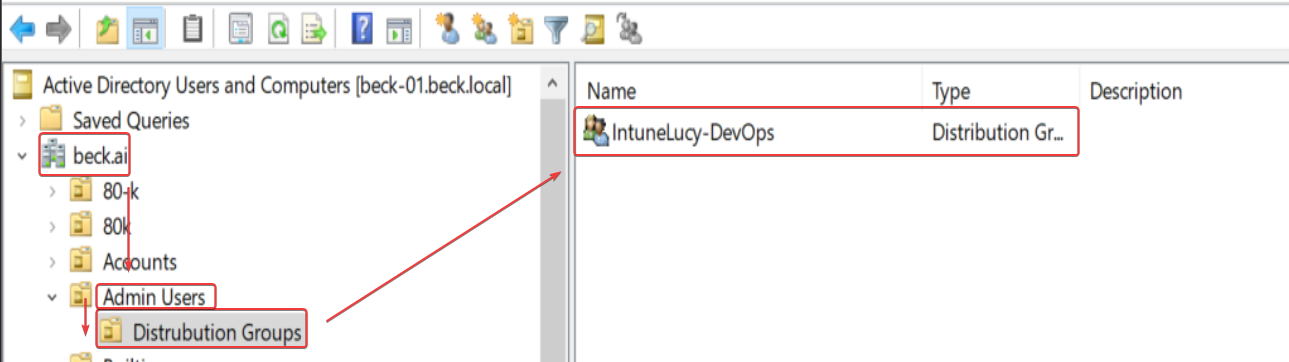 Active Directory Users and Computers [beck-01.beck.local]
Saved Queries
beck.ai
80-k
80k
Accounts
Admin Users
Distrubution Groups
Name Type Description
IntuneLucy-DevOps Distribution Gr...